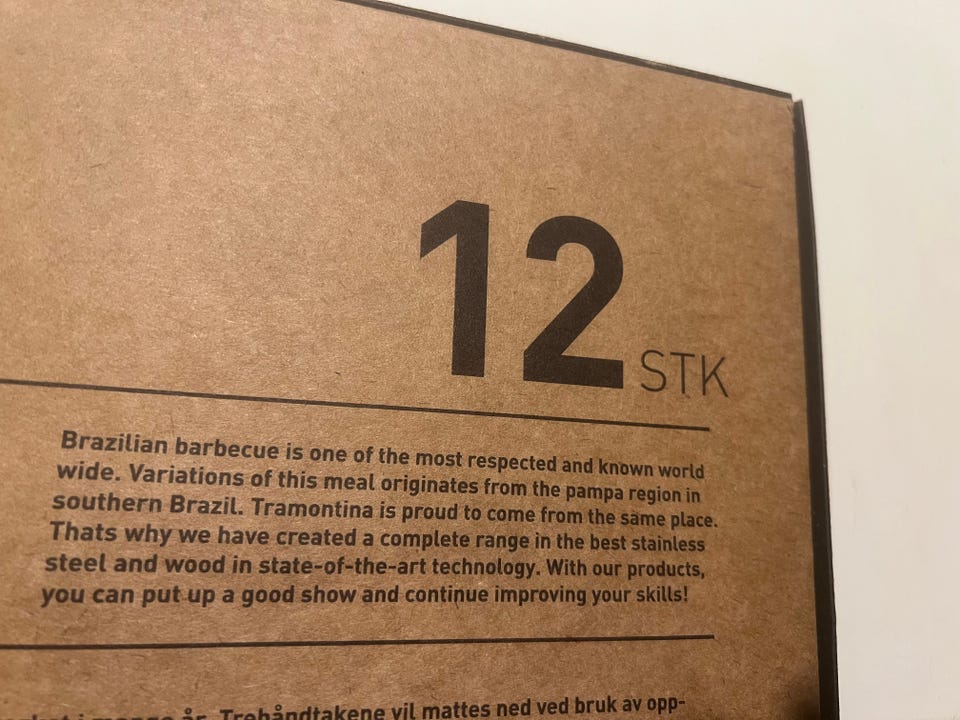 12 STK
Brazilian barbecue is one of the most respected and known world
wide. Variations of this meal originates from the pampa region in
southern Brazil. Tramontina is proud to come from the same place.
Thats why we have created a complete range in the best stainless
steel and wood in state-of-the-art technology. With our products,
you can put up a good show and continue improving your skills!
i mange år. Trehåndtakene vil mattes ned ved bruk av opp-